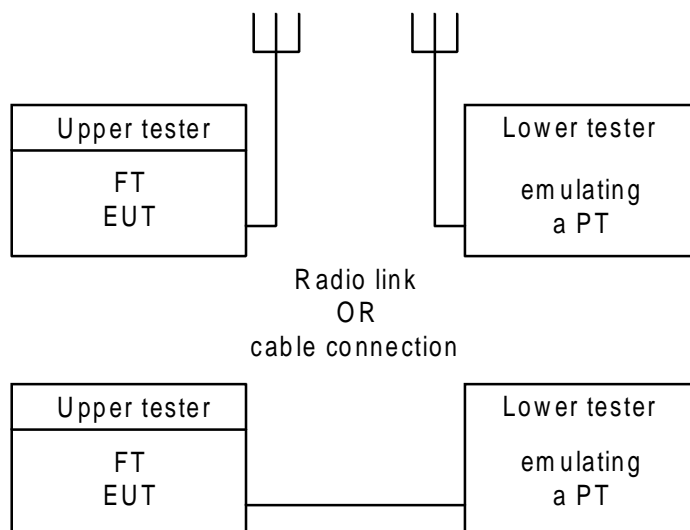 Upper tester
FT
EUT
Lower tester
emulating
a PT
Radio link
OR
cable connection
Upper tester
FT
EUT
Lower tester
emulating
a PT